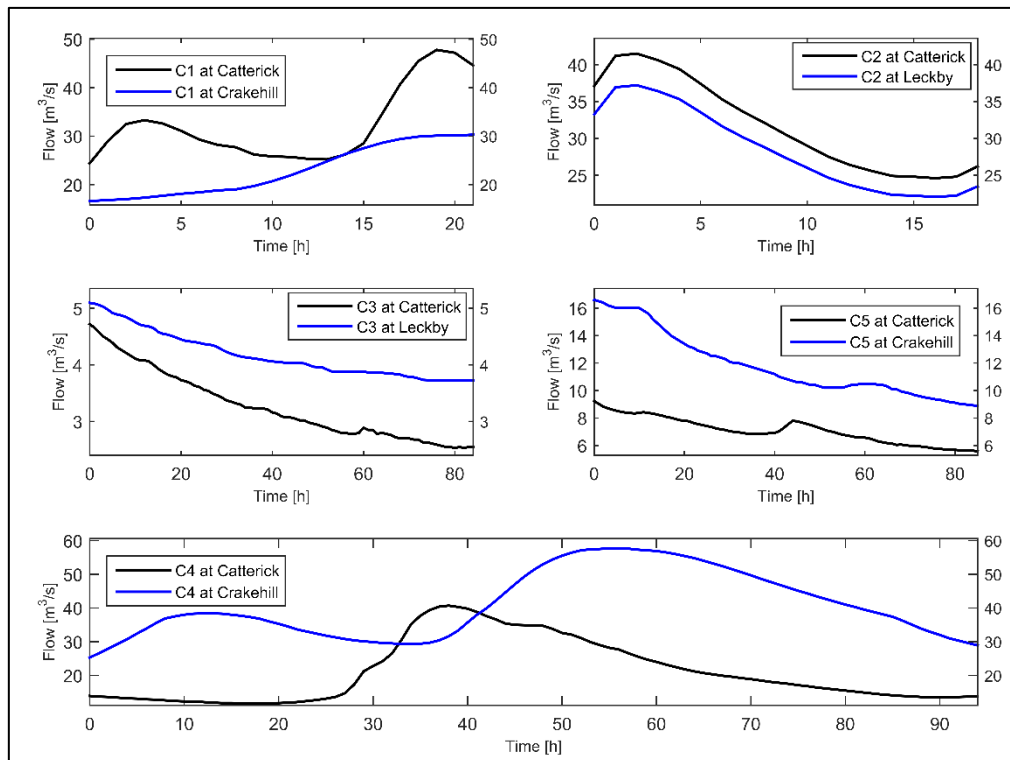 50 50
C1 at Catterick
C1 at Crakehill
40 40
Flow [m³/s]
30 30
20 20
0 5 10 15 20
Time [h]
C2 at Catterick
C2 at Leckby
40 40
35 35
Flow [m³/s]
30 30
25 25
0 5 10 15
Time [h]
5 5
C3 at Catterick
C3 at Leckby
4 4
Flow [m³/s]
3 3
0 20 40 60 80
Time [h]
16 16
14 14
C5 at Catterick
C5 at Crakehill
12 12
Flow [m³/s]
10 10
8 8
6 6
0 20 40 60 80
Time [h]
60 60
C4 at Catterick
C4 at Crakehill
50 50
40 40
Flow [m³/s]
30 30
20 20
0 10 20 30 40 50 60 70 80 90
Time [h]